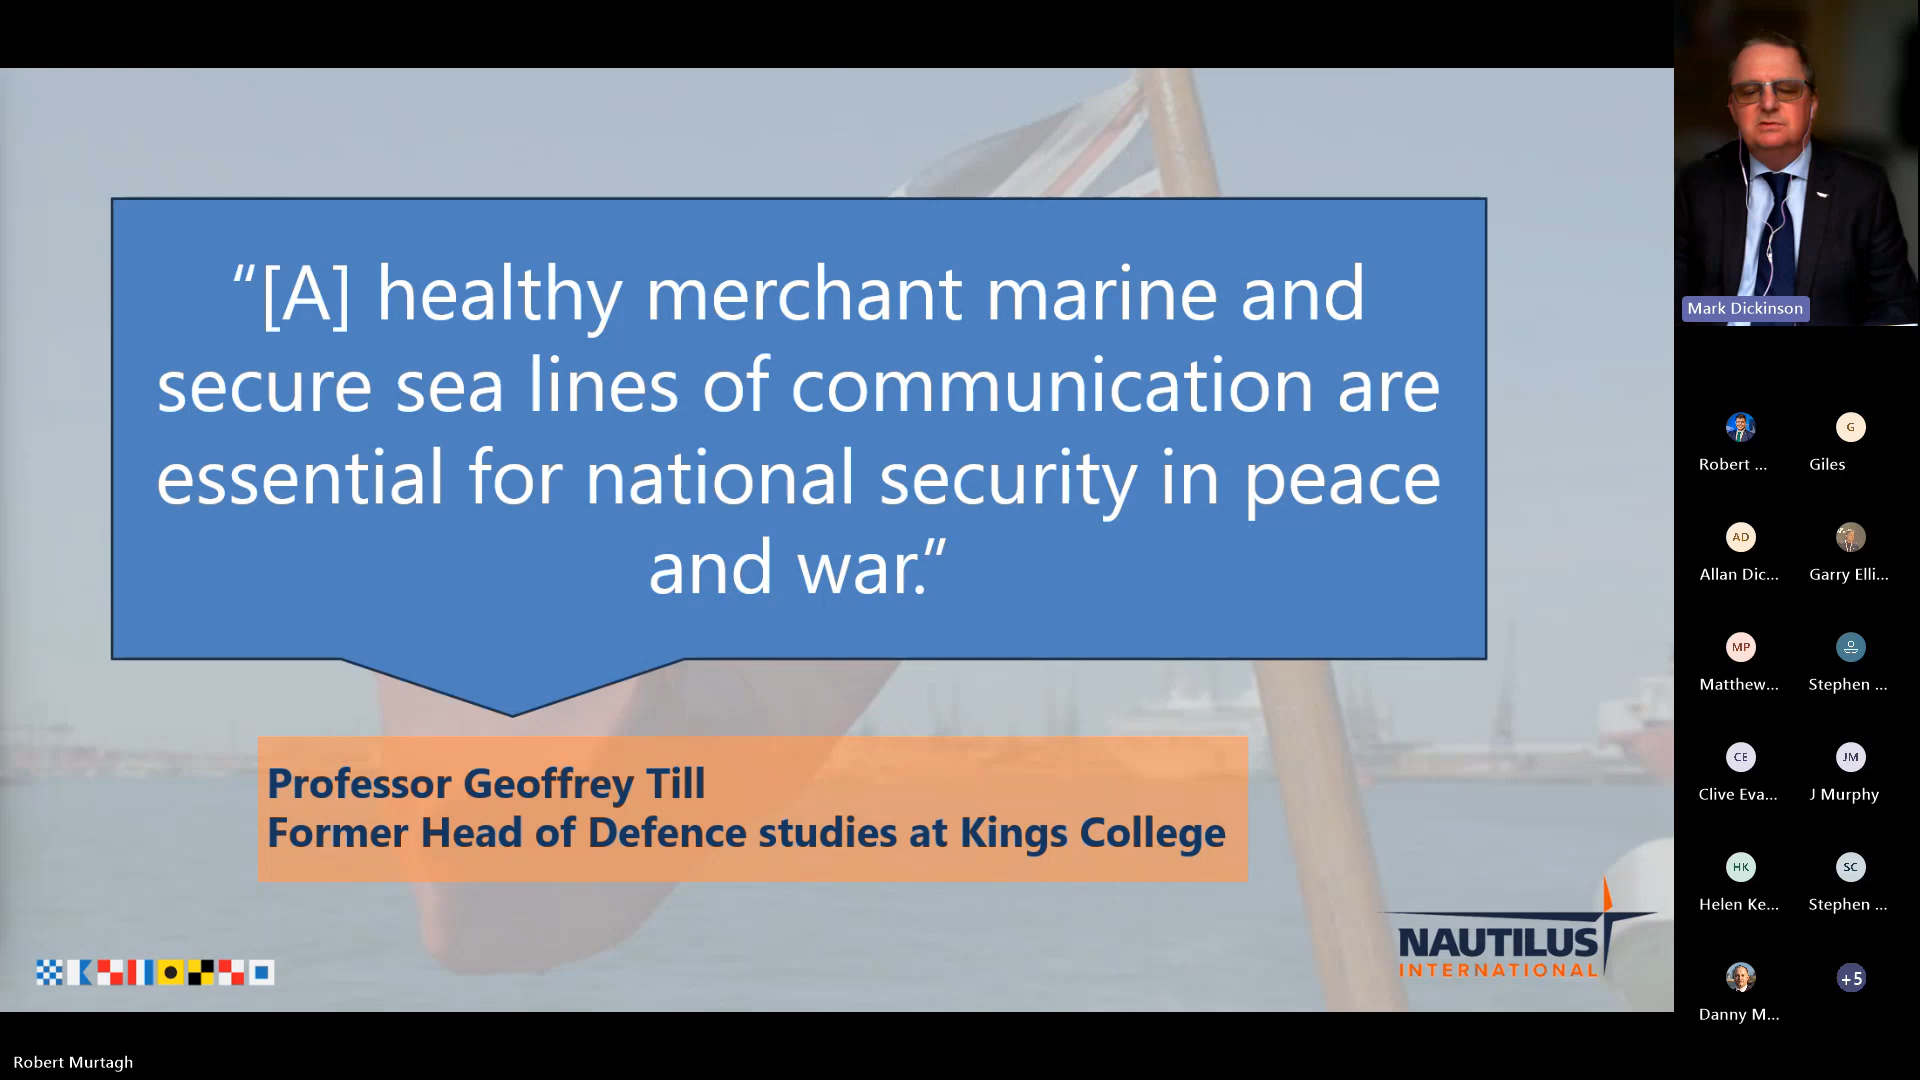 “[A] healthy merchant marine and
secure sea lines of communication are
essential for national security in peace
and war.”
Professor Geoffrey Till
Former Head of Defence studies at Kings College
NAUTILUS
INTERNATIONAL
Robert Murtagh
Mark Dickinson
Robert ...
G
Giles
AD
Allan Dic...
Garry Elli...
MP
Matthew...
Stephen ...
CE
Clive Eva...
JM
J Murphy
HK
Helen Ke...
SC
Stephen ...
Danny M...
+5